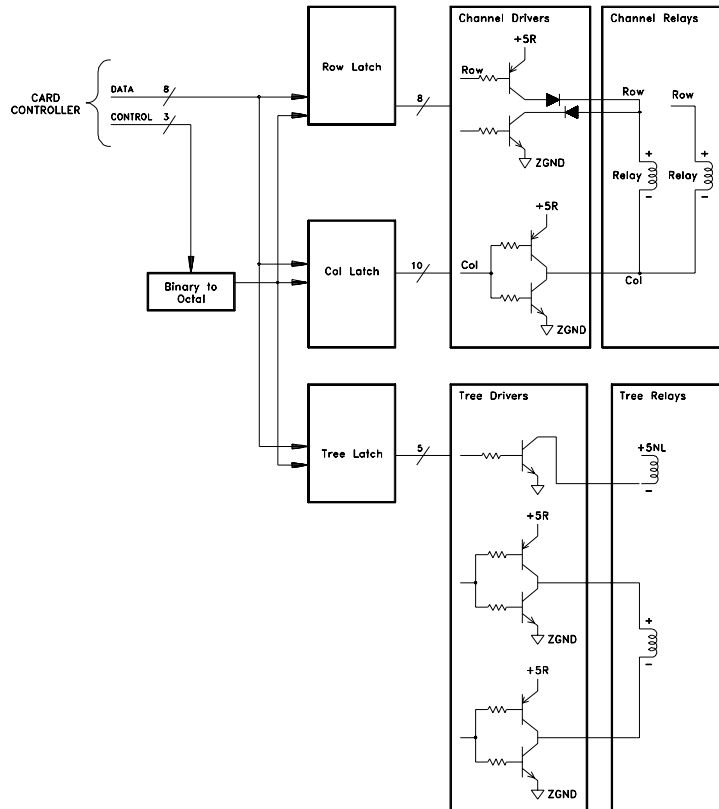 CARD
CONTROLLER
DATA
8
CONTROL
3
Binary to
Octal
Row Latch
8
Col Latch
10
Tree Latch
5
Channel Drivers
+5R
Row
ZGND
+5R
Col
ZGND
Channel Relays
Row
Row
+
+
Relay
Relay
-
-
Col
Tree Drivers
+5R
ZGND
+5R
ZGND
Tree Relays
+5NL
-
+
-